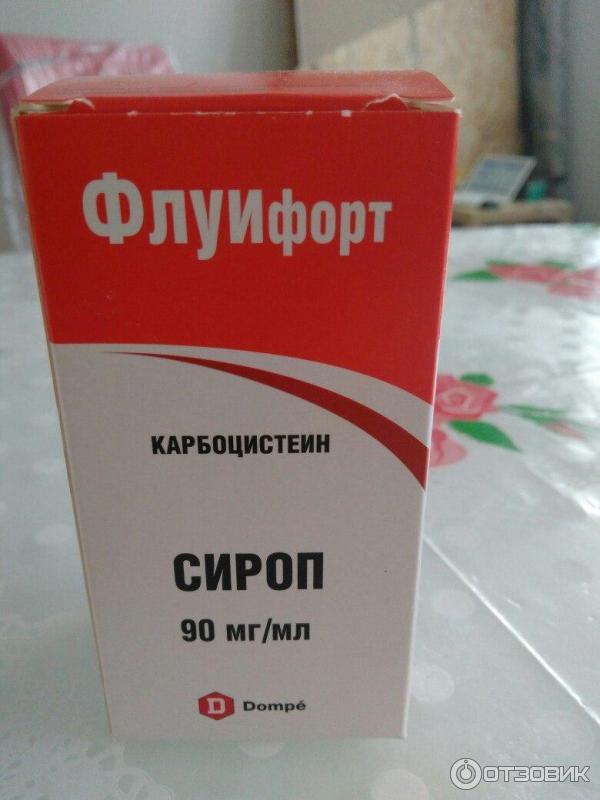 Флуифорт
КАРБОЦИСТЕИН
СИРОП
90 мг/мл
D Dompé
ОТЗОВИК